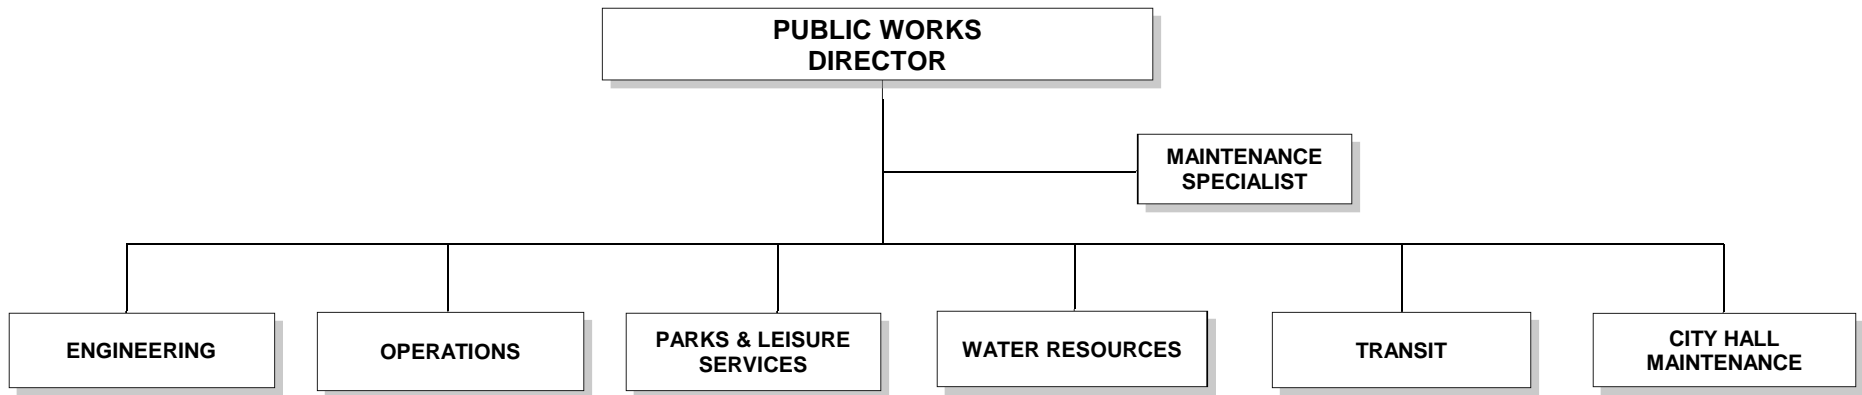 PUBLIC WORKS
DIRECTOR
MAINTENANCE
SPECIALIST
ENGINEERING
OPERATIONS
PARKS & LEISURE
SERVICES
WATER RESOURCES
TRANSIT
CITY HALL
MAINTENANCE